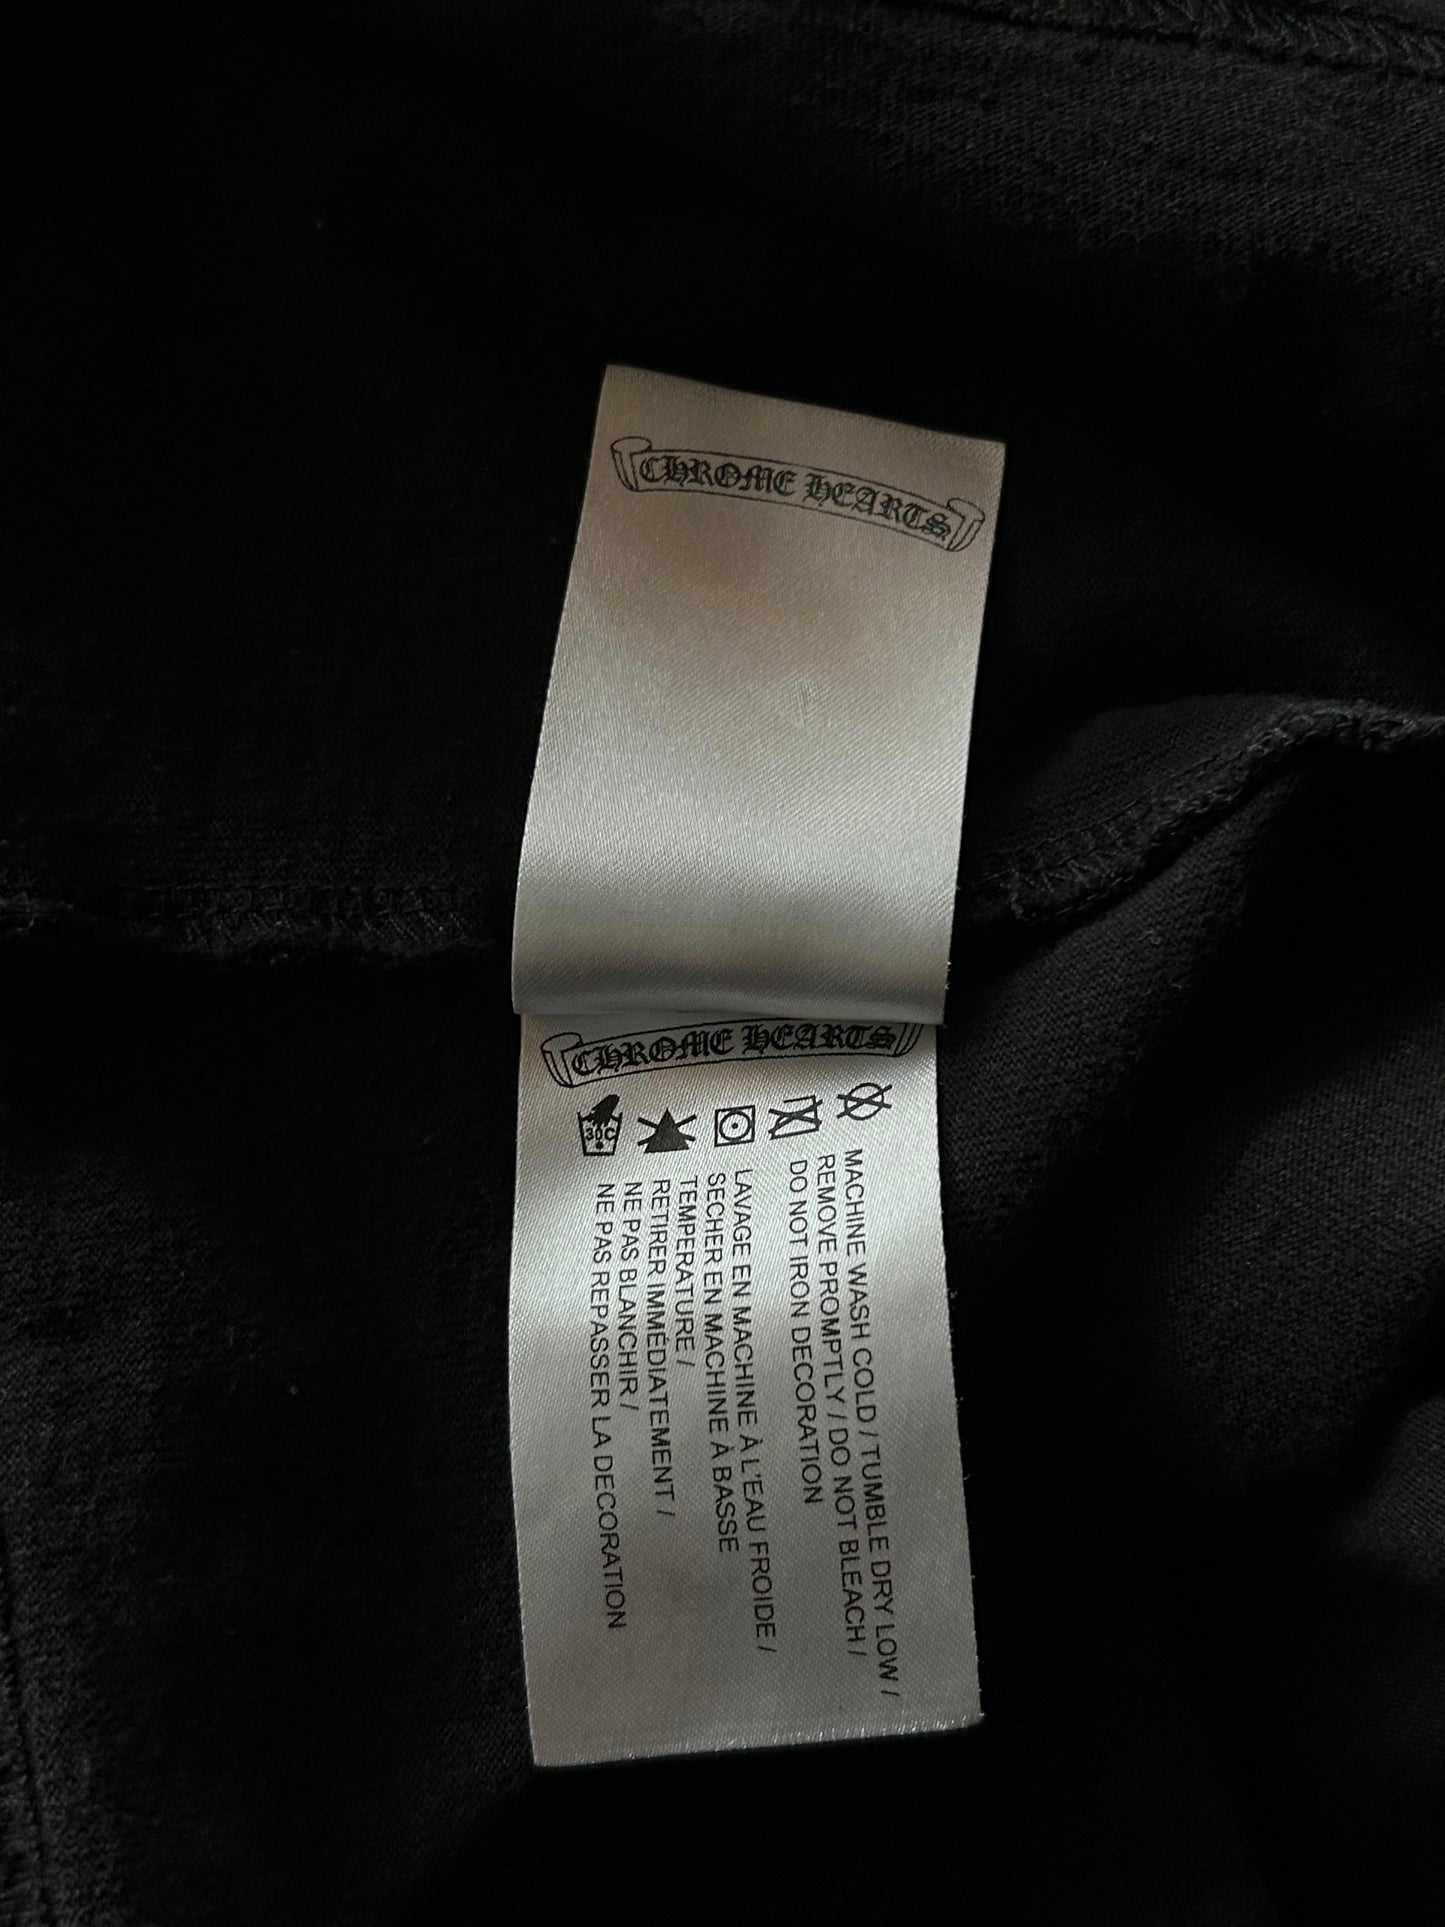 CHROME HEARTS
CHROME HEARTS
30C
MACHINE WASH COLD / TUMBLE DRY LOW /
REMOVE PROMPTLY / DO NOT BLEACH /
DO NOT IRON DECORATION
LAVAGE EN MACHINE À L'EAU FROIDE /
SECHER EN MACHINE À BASSE
TEMPERATURE /
RETIRER IMMÉDIATEMENT /
NE PAS BLANCHIR /
NE PAS REPASSER LA DECORATION